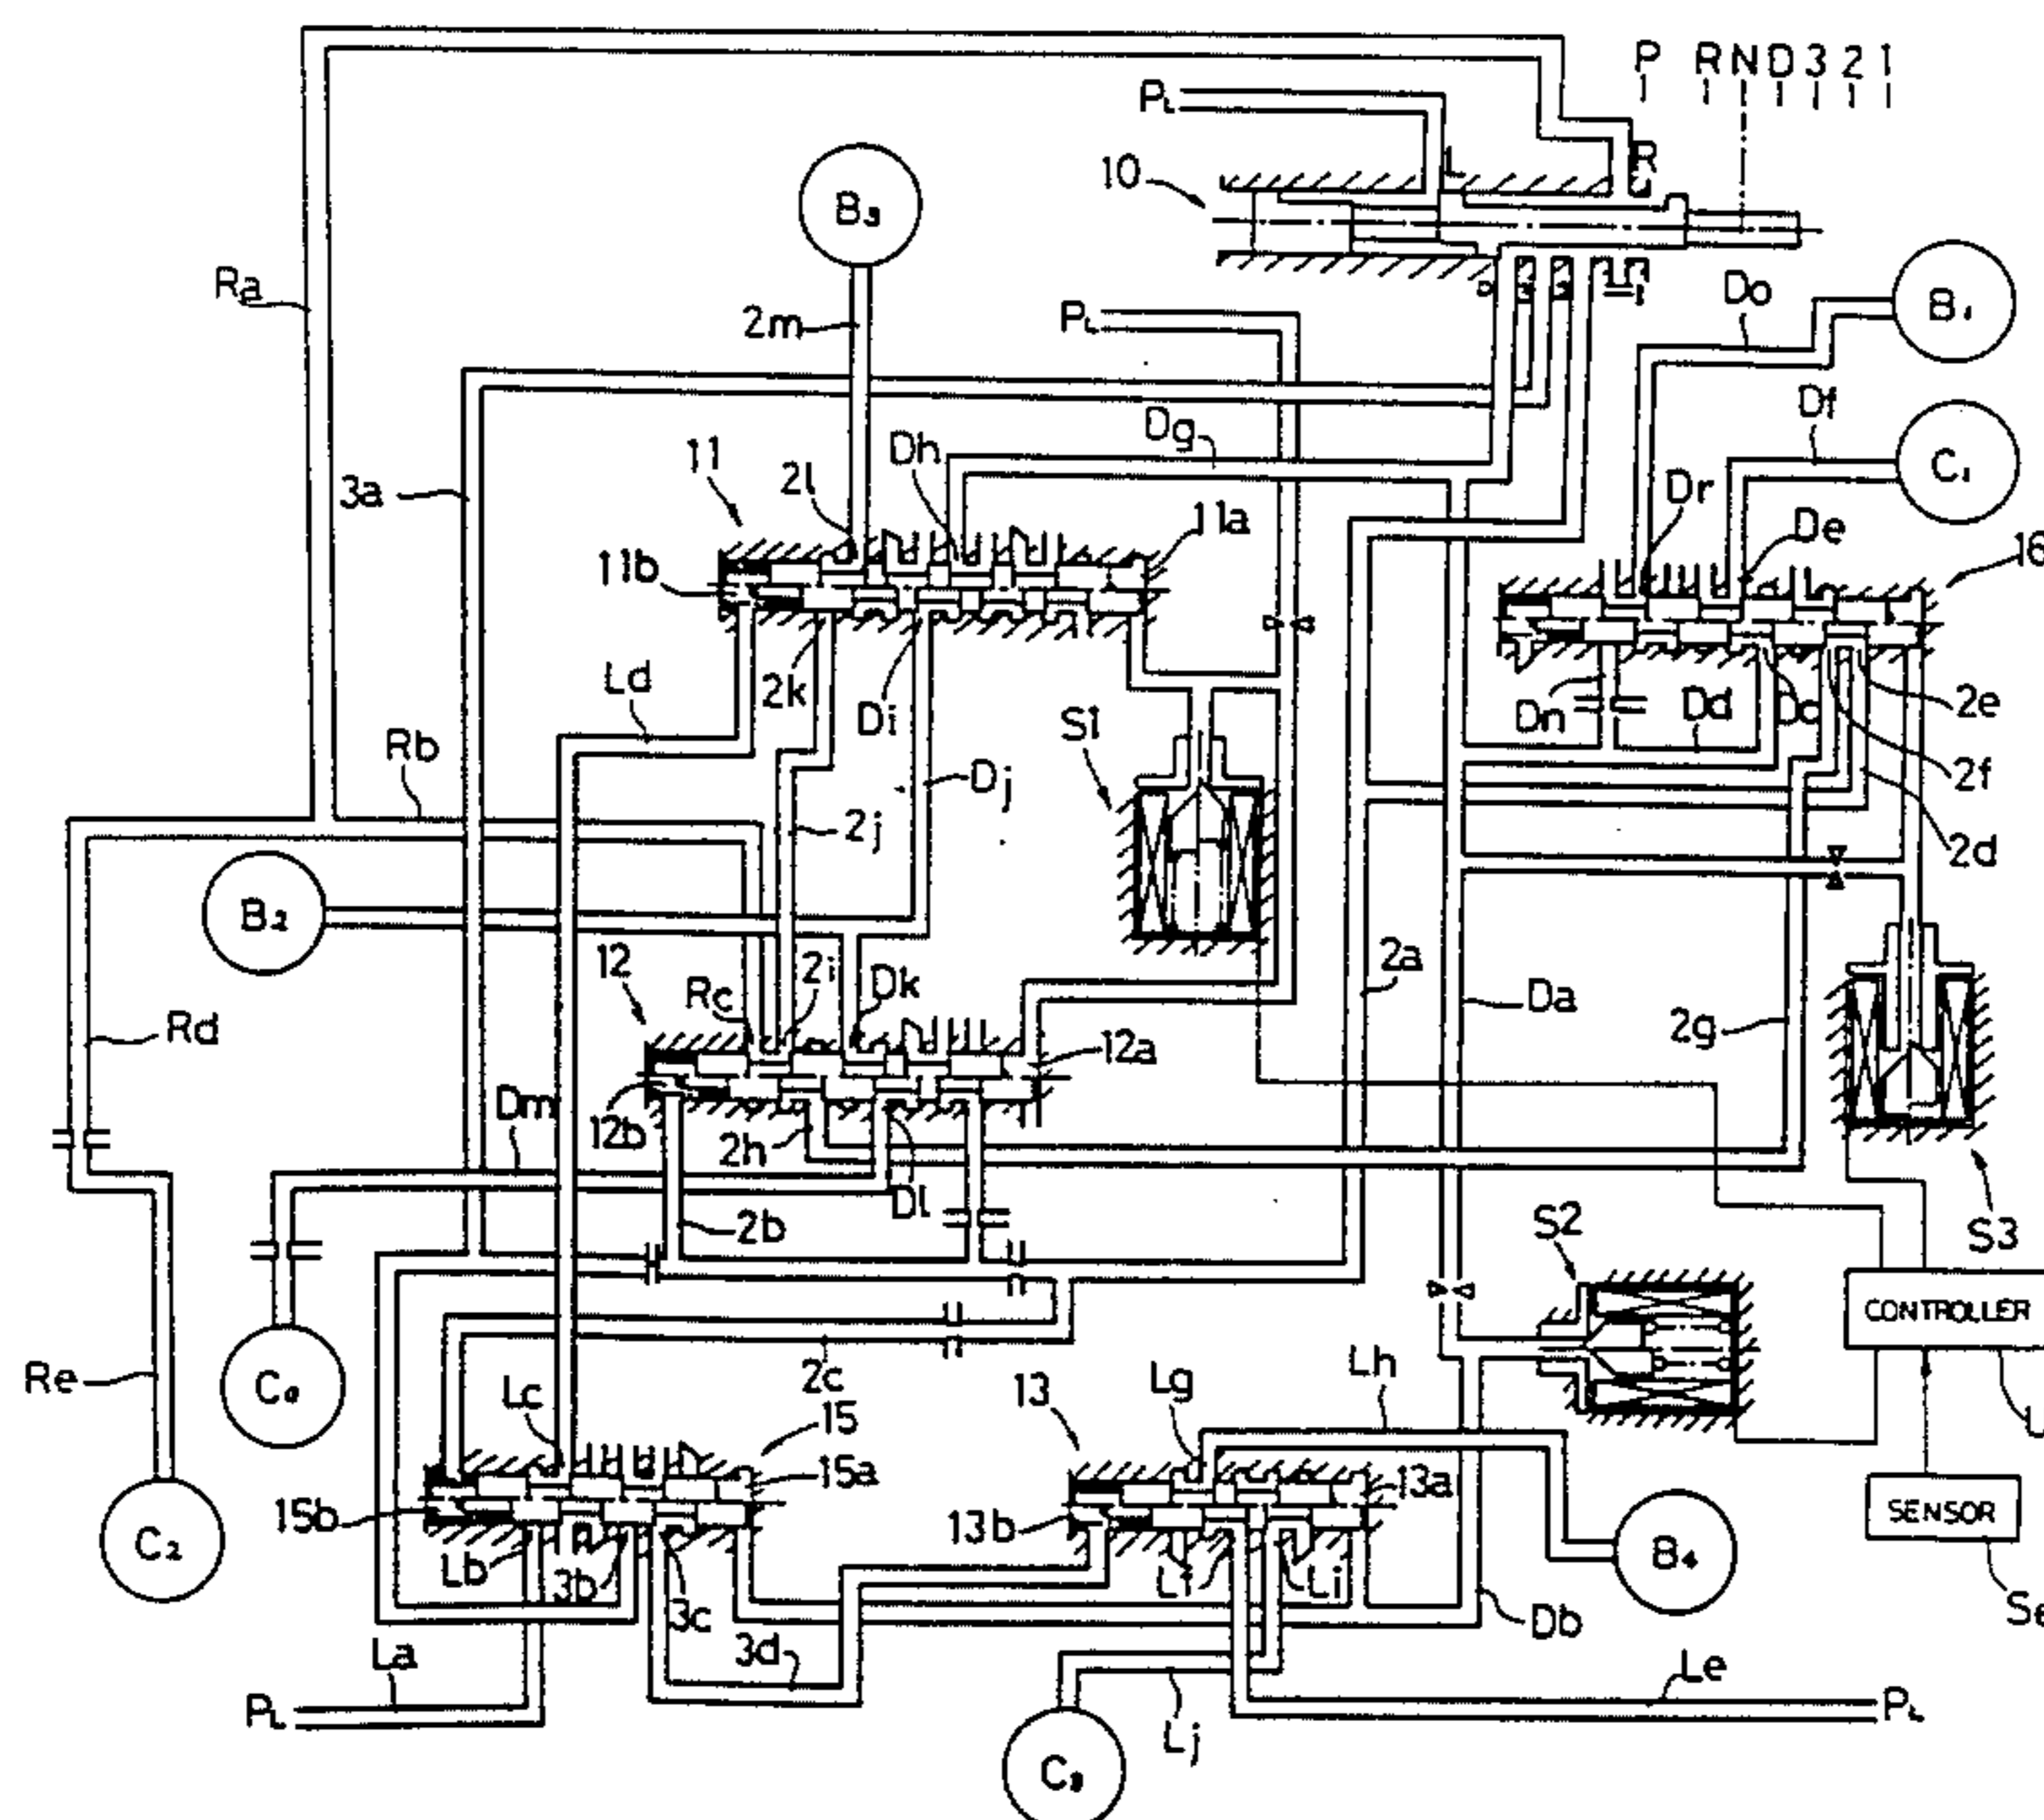 P R N D 3 2 1
PL
L
R
10
B3
Ra
Do
B1
2m
PL
Df
Dg
C1
11
2l
Dh
Dr
3a
11a
De
16
11b
2k
Di
Ld
S1
Dn
Dd
Dc
2e
Rb
2f
Dj
2j
2d
B2
12
2i
2a
Rc
Dk
Da
2g
Rd
12a
Dm
12b
2h
Dl
2b
S2
S3
CONTROLLER
Re
C0
2c
Lh
Lc
15
13
Lg
15a
13a
SENSOR
15b
13b
C2
B4
Lb
3b
3c
Lf
Li
La
3d
Db
Le
PL
PL
Lj
C3